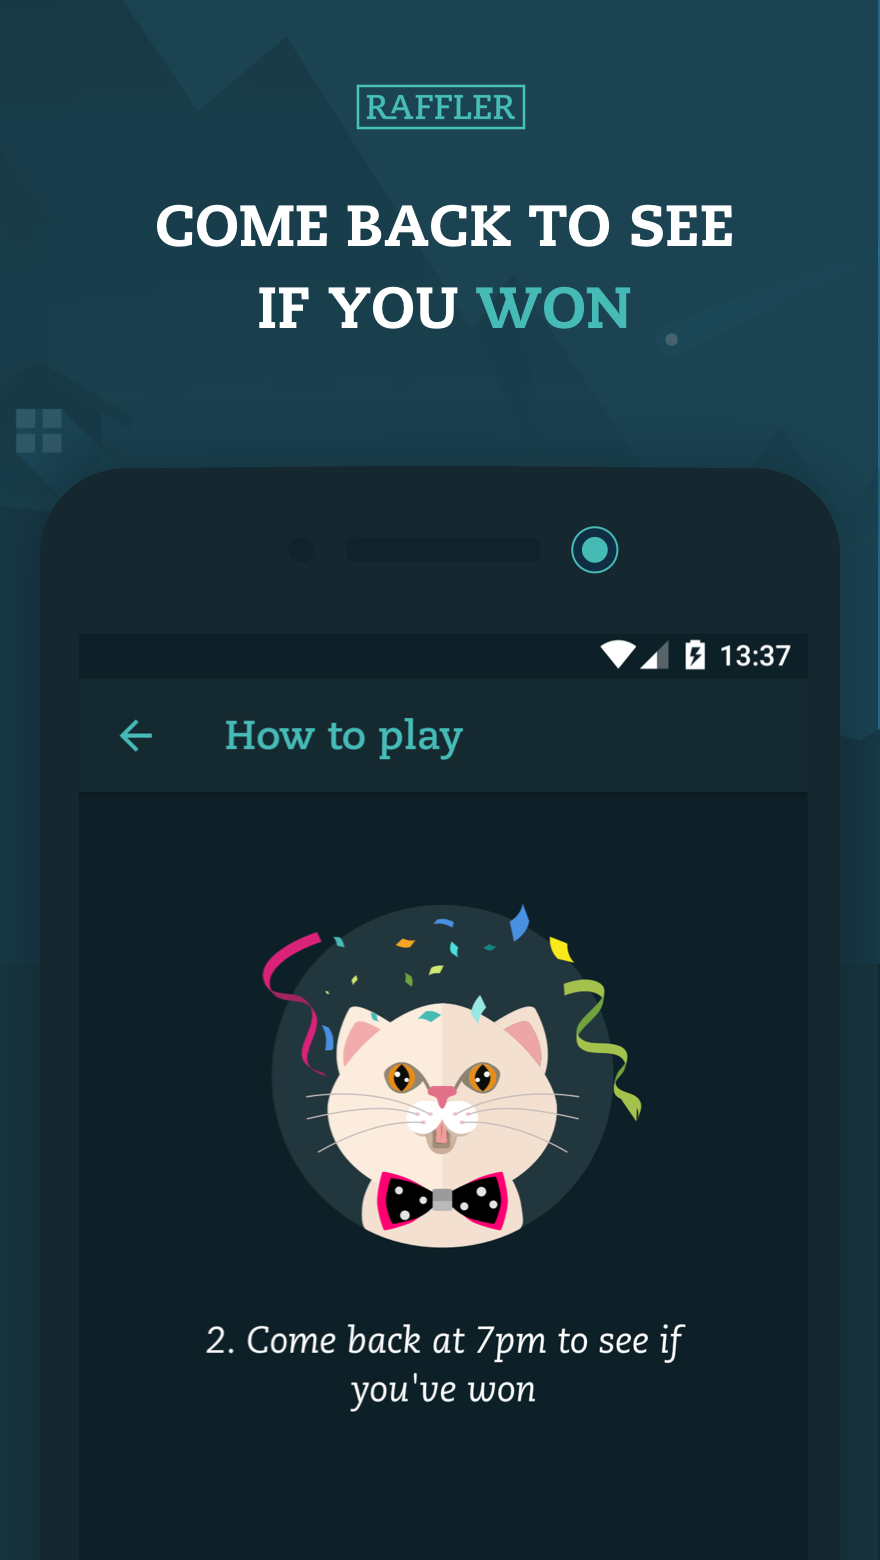 RAFFLER
COME BACK TO SEE
IF YOU WON
13:37
How to play
2. Come back at 7pm to see if
you've won